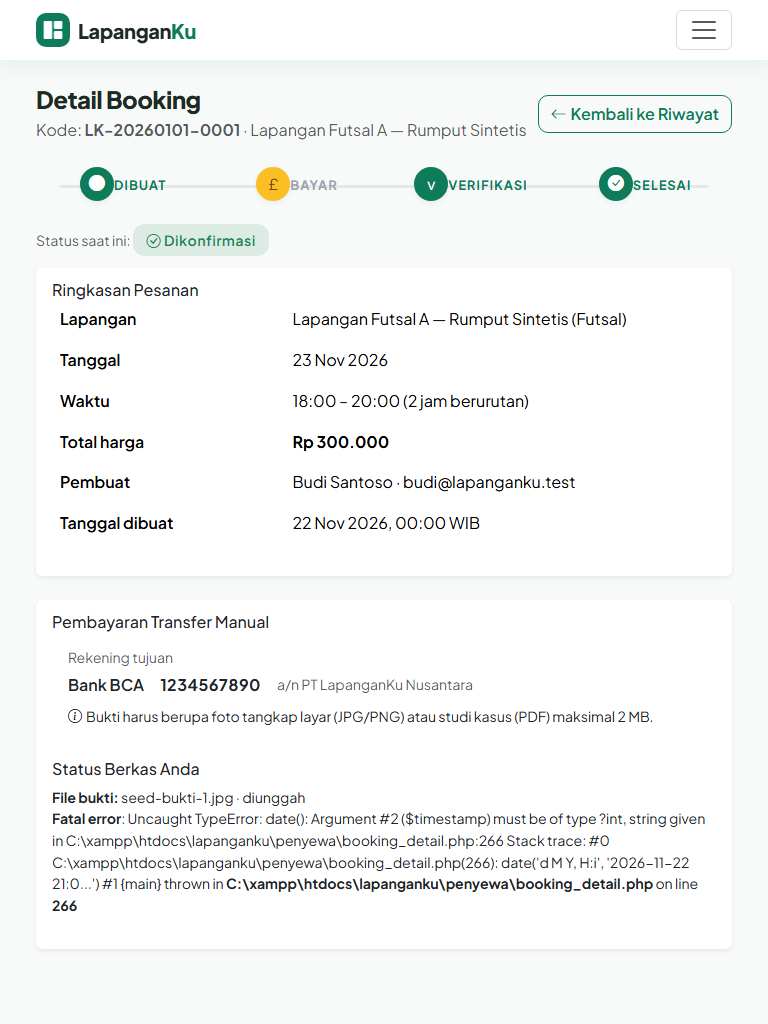 LapanganKu
Detail Booking
Kode: LK-20260101-0001 · Lapangan Futsal A — Rumput Sintetis
← Kembali ke Riwayat
DIBUAT
£ BAYAR
v VERIFIKASI
SELESAI
Status saat ini: Dikonfirmasi
Ringkasan Pesanan
Lapangan Lapangan Futsal A — Rumput Sintetis (Futsal)
Tanggal 23 Nov 2026
Waktu 18:00 – 20:00 (2 jam berurutan)
Total harga Rp 300.000
Pembuat Budi Santoso · budi@lapanganku.test
Tanggal dibuat 22 Nov 2026, 00:00 WIB
Pembayaran Transfer Manual
Rekening tujuan
Bank BCA 1234567890 a/n PT LapanganKu Nusantara
Bukti harus berupa foto tangkap layar (JPG/PNG) atau studi kasus (PDF) maksimal 2 MB.
Status Berkas Anda
File bukti: seed-bukti-1.jpg · diunggah
Fatal error: Uncaught TypeError: date(): Argument #2 ($timestamp) must be of type ?int, string given
in C:\xampp\htdocs\lapanganku\penyewa\booking_detail.php:266 Stack trace: #0
C:\xampp\htdocs\lapanganku\penyewa\booking_detail.php(266): date('d M Y, H:i', '2026-11-22
21:0...') #1 {main} thrown in C:\xampp\htdocs\lapanganku\penyewa\booking_detail.php on line
266